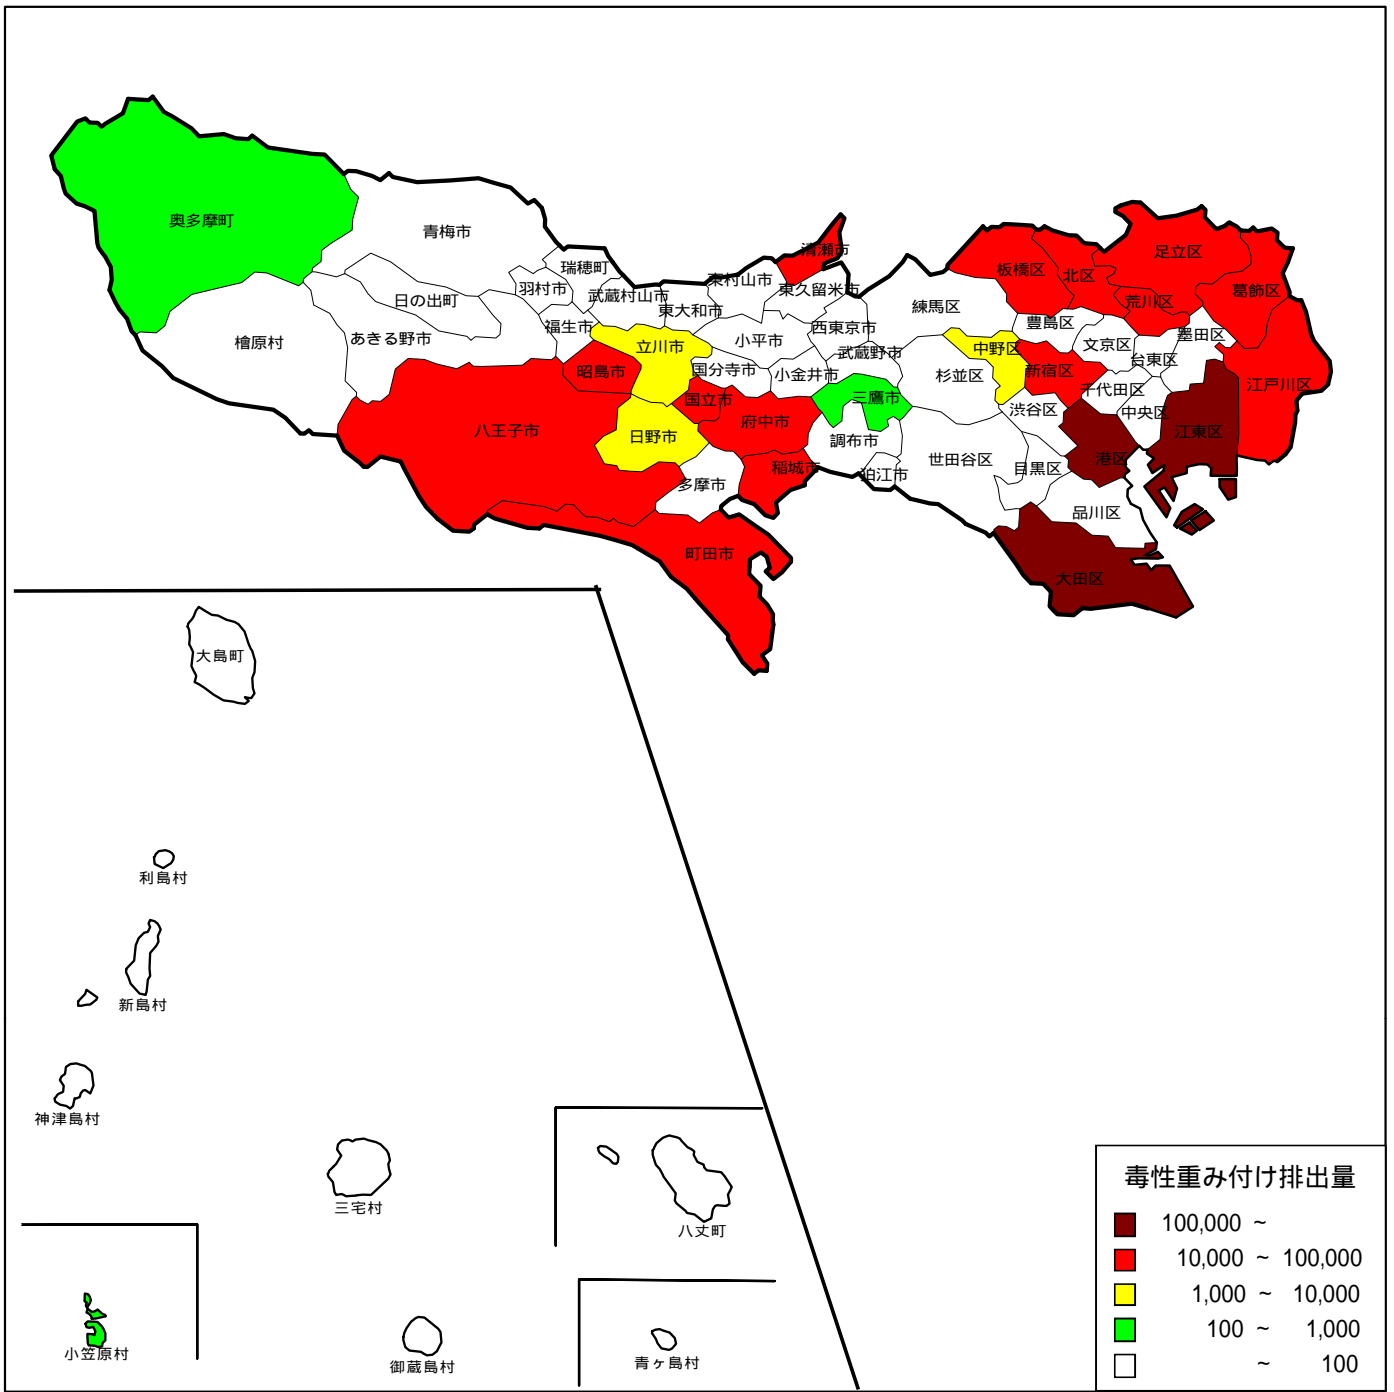 奥多摩町
青梅市
瑞穂町
羽村市
日の出町
檜原村
あきる野市
福生市
武蔵村山市
東大和市
東村山市
清瀬市
東久留米市
西東京市
小平市
立川市
昭島市
国分寺市
小金井市
武蔵野市
三鷹市
国立市
府中市
八王子市
日野市
調布市
稲城市
狛江市
多摩市
町田市
練馬区
板橋区
北区
足立区
荒川区
葛飾区
豊島区
文京区
台東区
墨田区
中野区
杉並区
新宿区
千代田区
中央区
渋谷区
江戸川区
江東区
港区
世田谷区
目黒区
品川区
大田区
大島町
利島村
新島村
神津島村
三宅村
八丈町
小笠原村
御蔵島村
青ヶ島村
毒性重み付け排出量
100,000 ~
10,000 ~ 100,000
1,000 ~ 10,000
100 ~ 1,000
~ 100